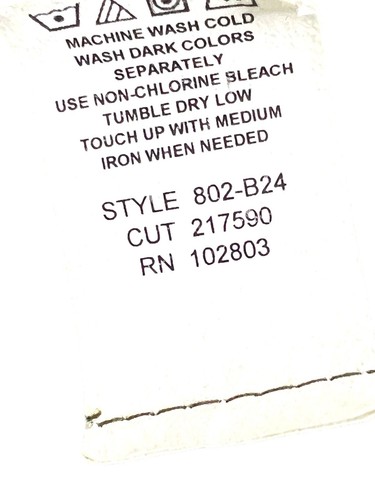 MACHINE WASH COLD
WASH DARK COLORS
SEPARATELY
USE NON-CHLORINE BLEACH
TUMBLE DRY LOW
TOUCH UP WITH MEDIUM
IRON WHEN NEEDED
STYLE 802-B24
CUT 217590
RN 102803